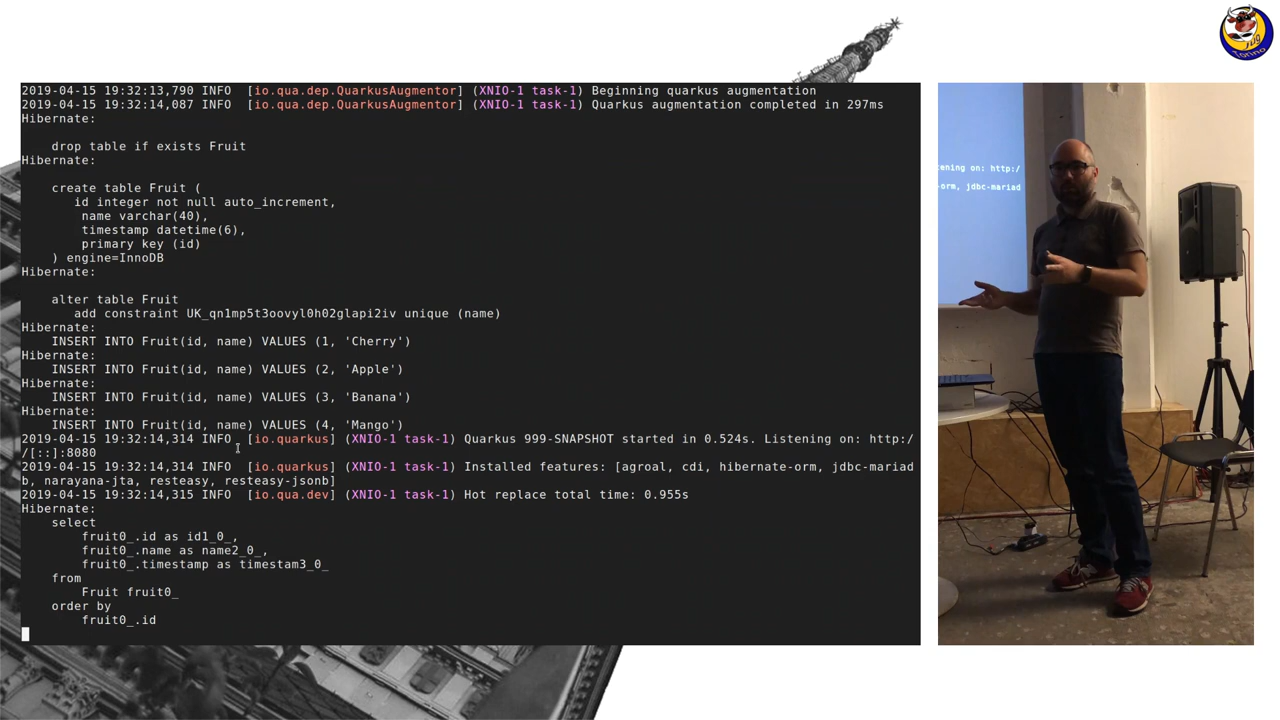 2019-04-15 19:32:13,790 INFO  [io.qua.dep.QuarkusAugmentor] (XNIO-1 task-1) Beginning quarkus augmentation
2019-04-15 19:32:14,087 INFO  [io.qua.dep.QuarkusAugmentor] (XNIO-1 task-1) Quarkus augmentation completed in 297ms
Hibernate:
drop table if exists Fruit
Hibernate:
create table Fruit (
id integer not null auto_increment,
name varchar(40),
timestamp datetime(6),
primary key (id)
) engine=InnoDB
Hibernate:
alter table Fruit
add constraint UK_qn1mp5t3oovyl0h02glapi2iv unique (name)
Hibernate:
INSERT INTO Fruit(id, name) VALUES (1, 'Cherry')
Hibernate:
INSERT INTO Fruit(id, name) VALUES (2, 'Apple')
Hibernate:
INSERT INTO Fruit(id, name) VALUES (3, 'Banana')
Hibernate:
INSERT INTO Fruit(id, name) VALUES (4, 'Mango')
2019-04-15 19:32:14,314 INFO  [io.quarkus] (XNIO-1 task-1) Quarkus 999-SNAPSHOT started in 0.524s. Listening on: http:/
/[::]:8080
2019-04-15 19:32:14,314 INFO  [io.quarkus] (XNIO-1 task-1) Installed features: [agroal, cdi, hibernate-orm, jdbc-mariad
b, narayana-jta, resteasy, resteasy-jsonb]
2019-04-15 19:32:14,315 INFO  [io.qua.dev] (XNIO-1 task-1) Hot replace total time: 0.955s
Hibernate:
select
fruit0_.id as id1_0_,
fruit0_.name as name2_0_,
fruit0_.timestamp as timestam3_0_
from
Fruit fruit0_
order by
fruit0_.id
tening on: http:/
-orm, jdbc-mariad
Jug
Torino